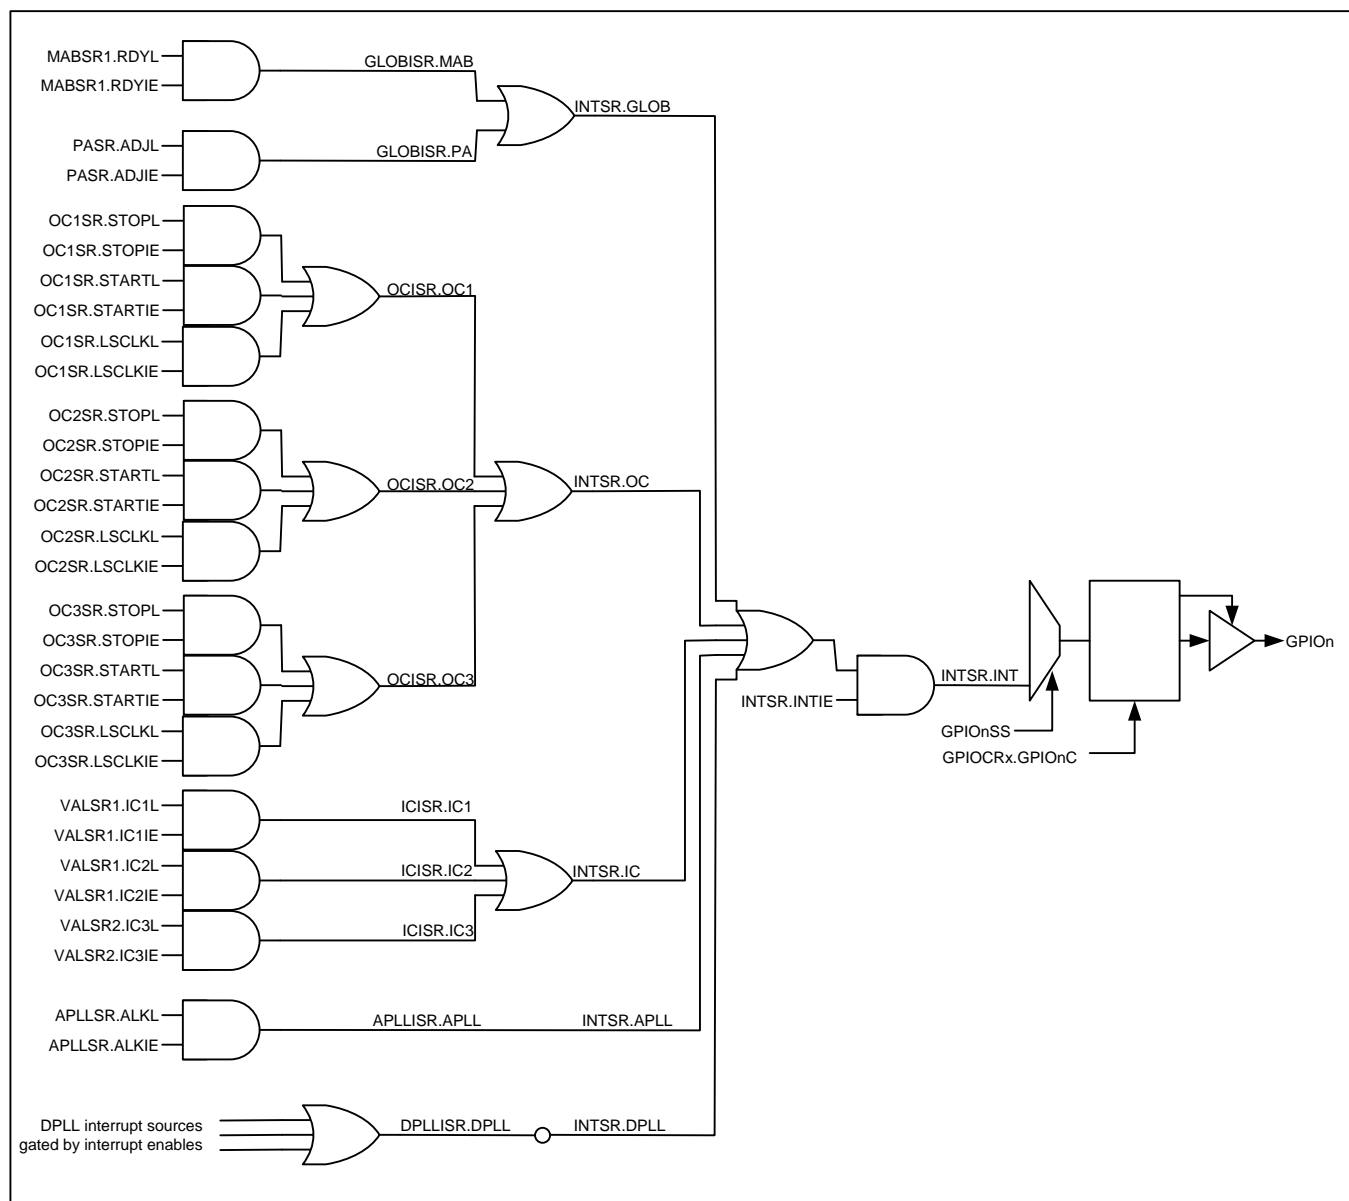 MABSR1.RDYL
MABSR1.RDYIE
GLOBISR.MAB
INTSR.GLOB
PASR.ADJL
PASR.ADJIE
GLOBISR.PA
OC1SR.STOPL
OC1SR.STOPIE
OC1SR.STARTL
OC1SR.STARTIE
OC1SR.LSCLKL
OC1SR.LSCLKIE
OCISR.OC1
OC2SR.STOPL
OC2SR.STOPIE
OC2SR.STARTL
OC2SR.STARTIE
OC2SR.LSCLKL
OC2SR.LSCLKIE
OCISR.OC2
INTSR.OC
OC3SR.STOPL
OC3SR.STOPIE
OC3SR.STARTL
OC3SR.STARTIE
OC3SR.LSCLKL
OC3SR.LSCLKIE
OCISR.OC3
INTSR.INTIE
INTSR.INT
GPIOnSS
GPIOCRx.GPIOnC
GPIOn
VALSR1.IC1L
VALSR1.IC1IE
VALSR1.IC2L
VALSR1.IC2IE
VALSR2.IC3L
VALSR2.IC3IE
ICISR.IC1
ICISR.IC2
ICISR.IC3
INTSR.IC
APLLSR.ALKL
APLLSR.ALKIE
APLLISR.APLL
INTSR.APLL
DPLL interrupt sources
gated by interrupt enables
DPLLISR.DPLL
INTSR.DPLL